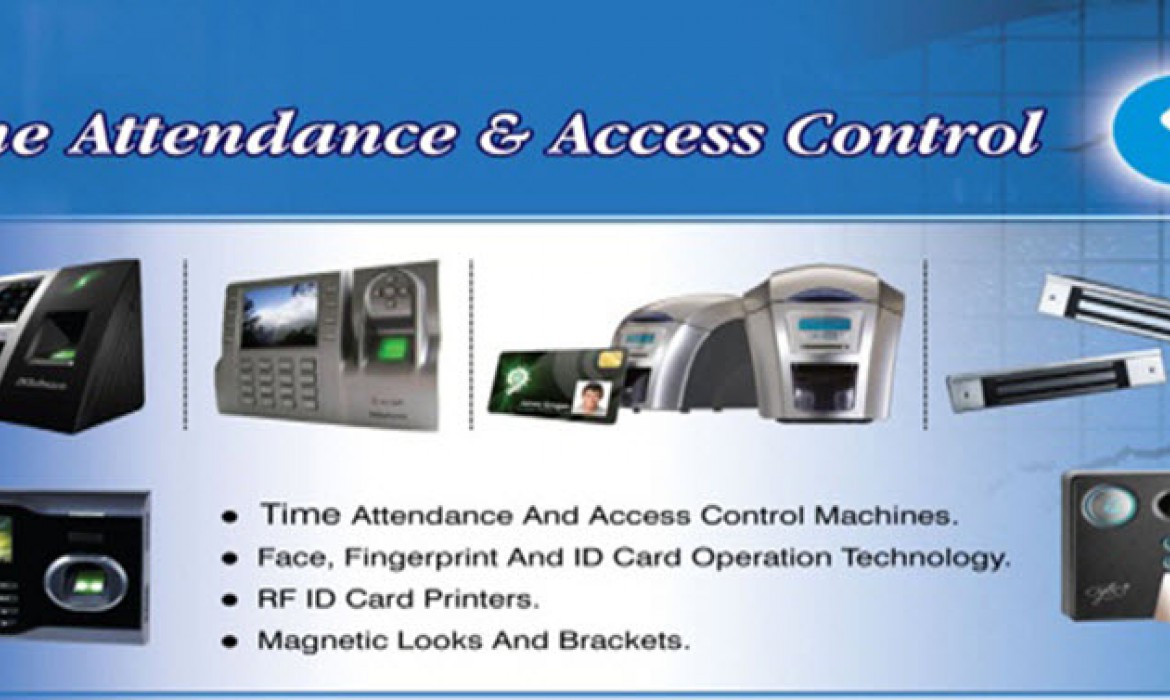 me Attendance & Access Control
Time Attendance And Access Control Machines.
Face, Fingerprint And ID Card Operation Technology.
RF ID Card Printers.
Magnetic Looks And Brackets.